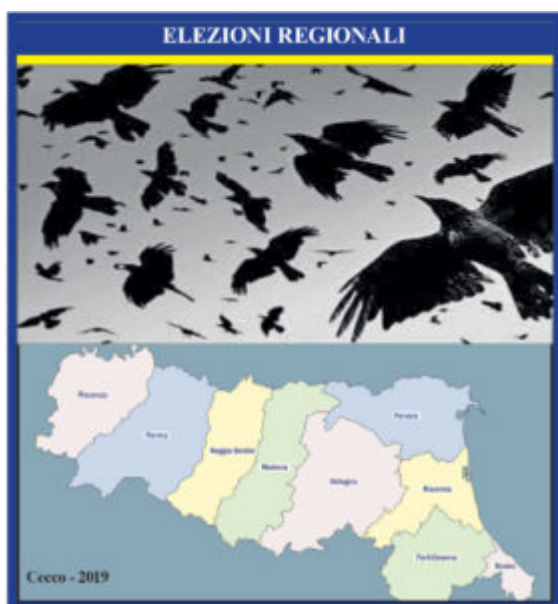 ELEZIONI REGIONALI
Piacenza
Parma
Reggio Emilia
Modena
Bologna
Ferrara
Ravenna
Forlì-Cesena
Rimini
Cecco - 2019